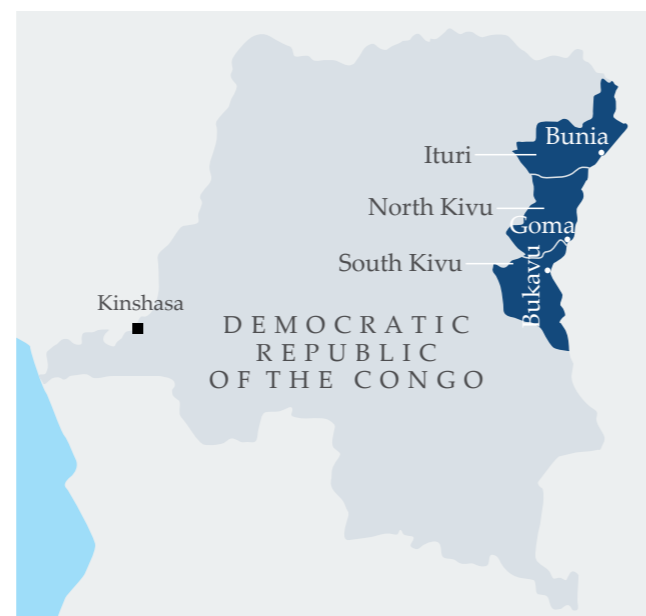 Bunia
Ituri
North Kivu
Goma
South Kivu
Bukavu
Kinshasa
DEMOCRATIC
REPUBLIC
OF THE CONGO